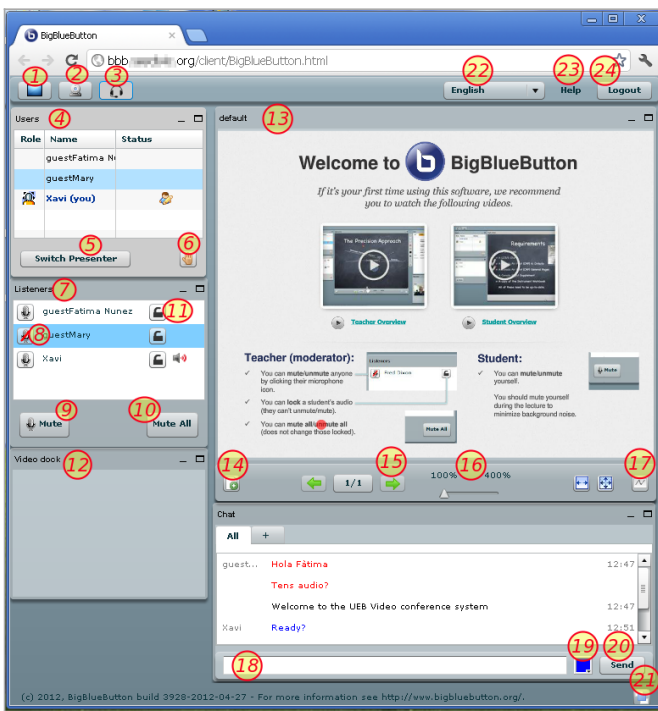 BigBlueButton
bbb
.org/client/BigBlueButton.html
1
2
3
22
23
24
English
Help
Logout
Users
4
Role Name Status
guestFatima Nu
guestMary
Xavi (you)
5
6
Switch Presenter
Listeners
7
guestFatima Nunez
11
8
guestMary
Xavi
9
10
Mute
Mute All
Video dock
12
default
13
Welcome to b BigBlueButton
If it's your first time using this software, we recommend
you to watch the following videos.
The Precision Approach
Requirements
Teacher Overview
Student Overview
Teacher (moderator):
✓ You can mute/unmute anyone
by clicking their microphone
icon.
✓ You can lock a student's audio
(they can't unmute/mute).
✓ You can mute all/unmute all
(does not change those locked).
Listeners
Mute All
Student:
✓ You can mute/unmute
yourself.
You should mute yourself
during the lecture to
minimize background noise.
Mute
14
15
16
17
1/1
100%
400%
Chat
All +
guest... Hola Fàtima 12:47
Tens audio?
Welcome to the UEB Video conference system 12:47
Xavi Ready? 12:51
18
19
20
Send
21
(c) 2012, BigBlueButton build 3928-2012-04-27 - For more information see http://www.bigbluebutton.org/.